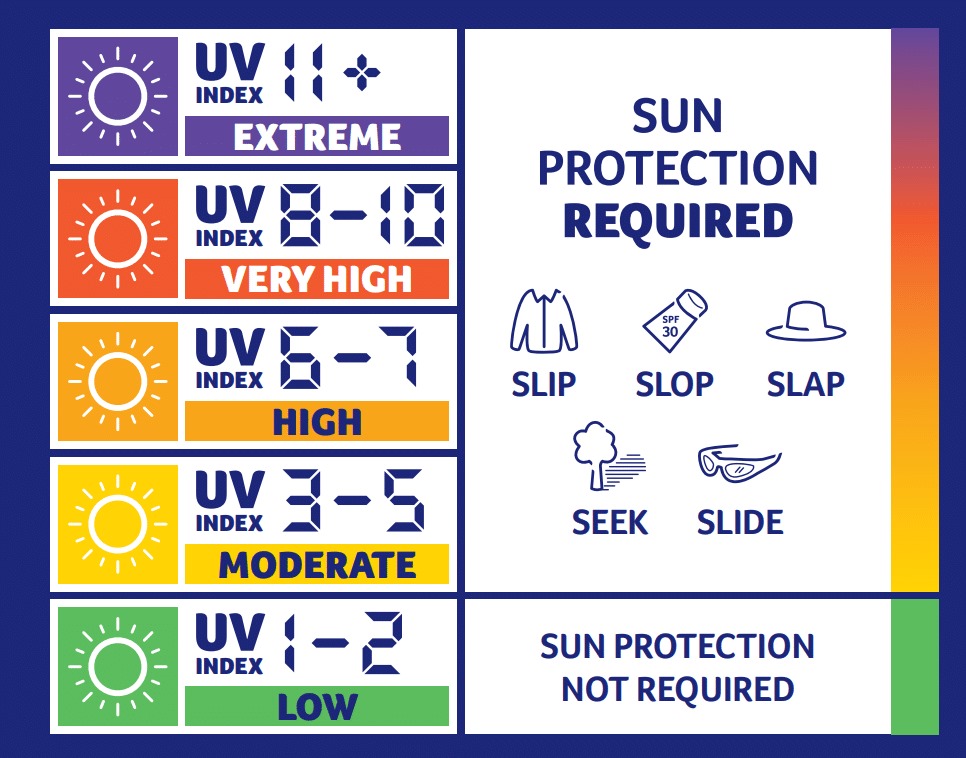 UV
INDEX
11+
EXTREME
UV
INDEX
8-10
VERY HIGH
UV
INDEX
6-7
HIGH
UV
INDEX
3-5
MODERATE
UV
INDEX
1-2
LOW
SUN
PROTECTION
REQUIRED
SPF
30
SLIP SLOP SLAP
SEEK SLIDE
SUN PROTECTION
NOT REQUIRED